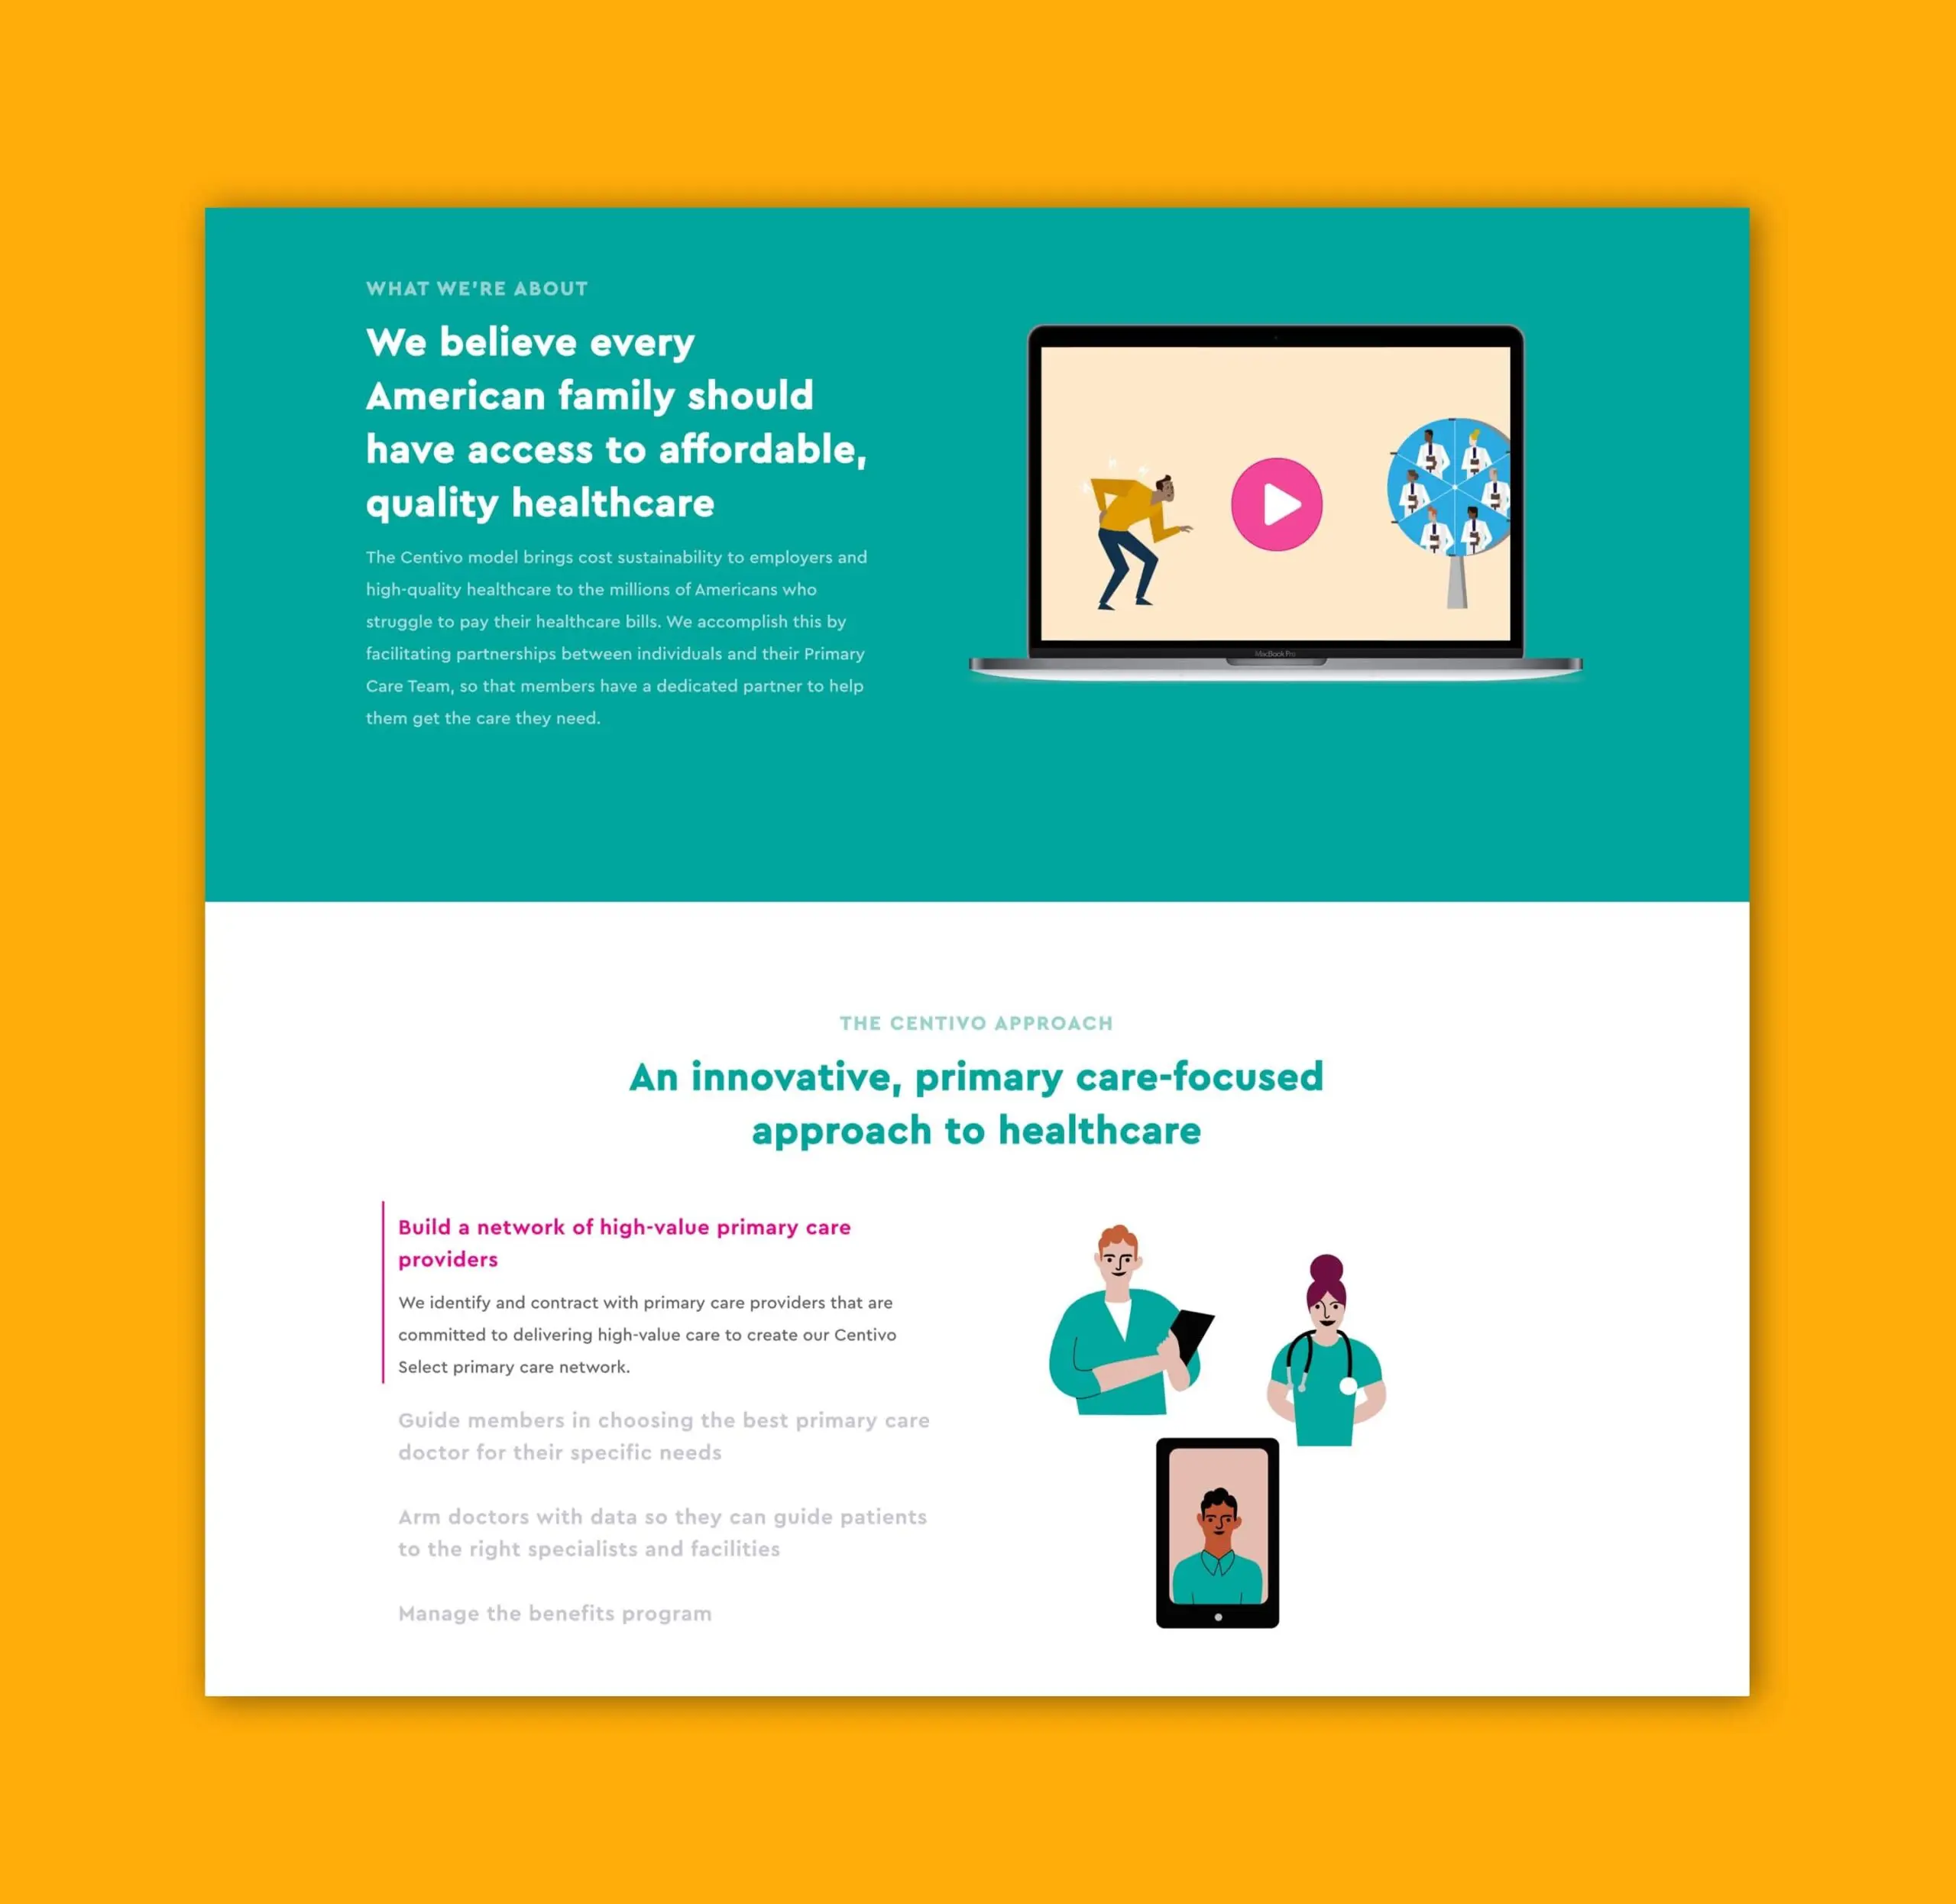 WHAT WE'RE ABOUT
We believe every
American family should
have access to affordable,
quality healthcare
The Centivo model brings cost sustainability to employers and
high-quality healthcare to the millions of Americans who
struggle to pay their healthcare bills. We accomplish this by
facilitating partnerships between individuals and their Primary
Care Team, so that members have a dedicated partner to help
them get the care they need.
MacBook Pro
THE CENTIVO APPROACH
An innovative, primary care-focused
approach to healthcare
Build a network of high-value primary care
providers
We identify and contract with primary care providers that are
committed to delivering high-value care to create our Centivo
Select primary care network.
Guide members in choosing the best primary care
doctor for their specific needs
Arm doctors with data so they can guide patients
to the right specialists and facilities
Manage the benefits program